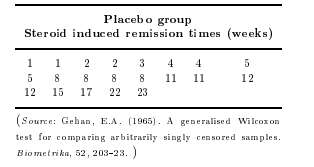 Placebo group
Steroid induced remission times (weeks)
1 1 2 2 3 4 4 5
5 8 8 8 8 11 11 12
12 15 17 22 23
(Source: Gehan, E.A. (1965). A generalised Wilcoxon
test for comparing arbitrarily singly censored samples.
Biometrika, 52, 203–23. )